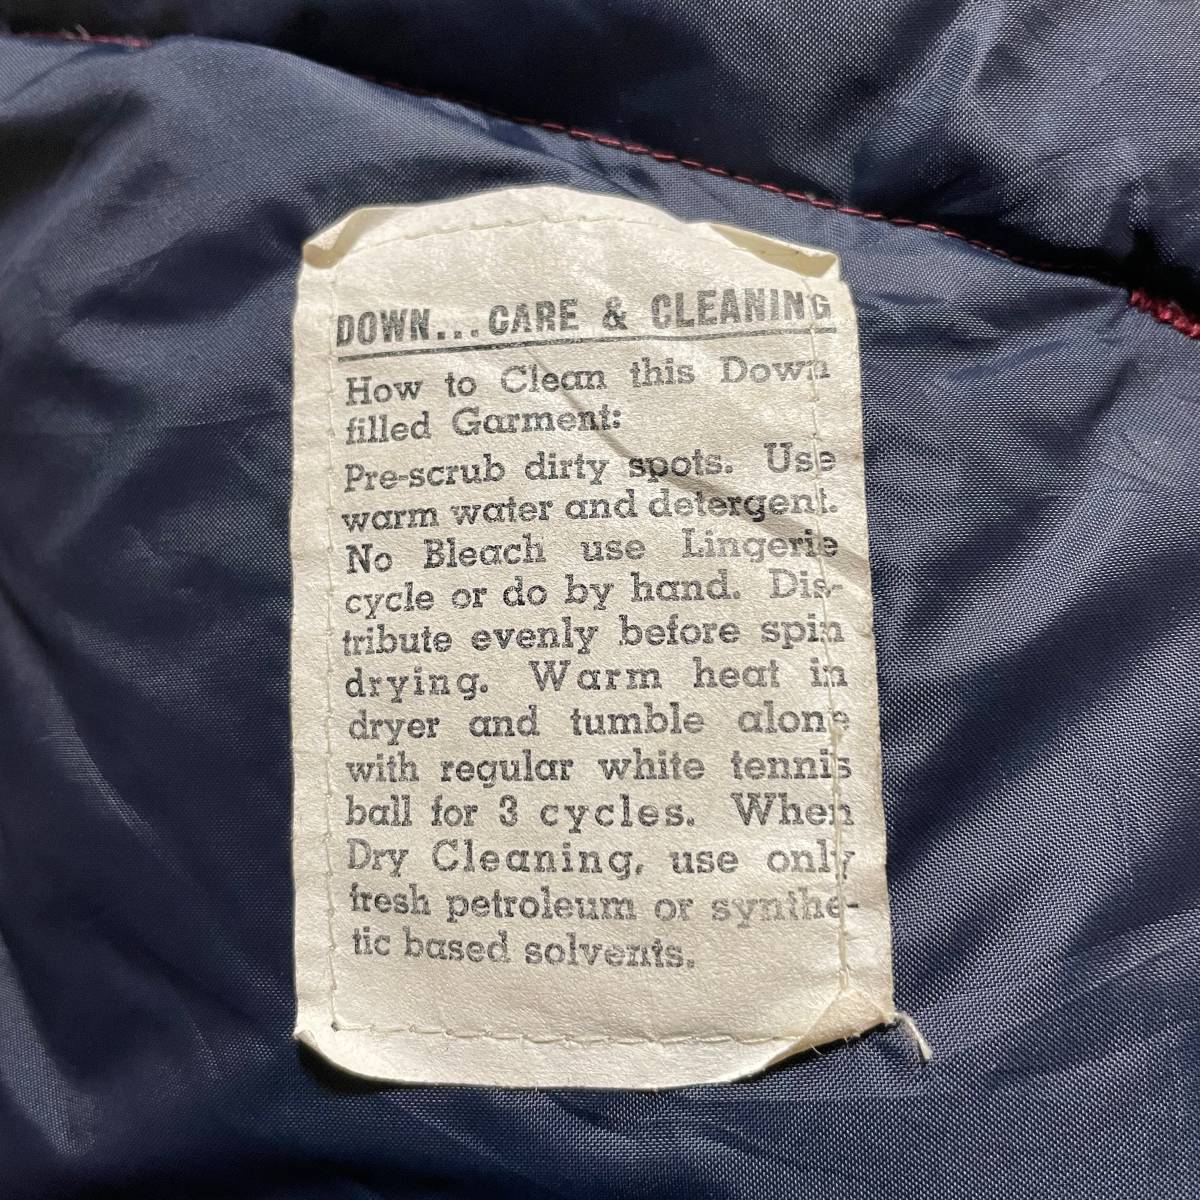 DOWN...CARE & CLEANING
How to Clean this Down
filled Garment:
Pre-scrub dirty spots. Use
warm water and detergent.
No Bleach use Lingerie
cycle or do by hand. Dis-
tribute evenly before spin
drying. Warm heat in
dryer and tumble alone
with regular white tennis
ball for 3 cycles. When
Dry Cleaning, use only
fresh petroleum or synthe-
tic based solvents.